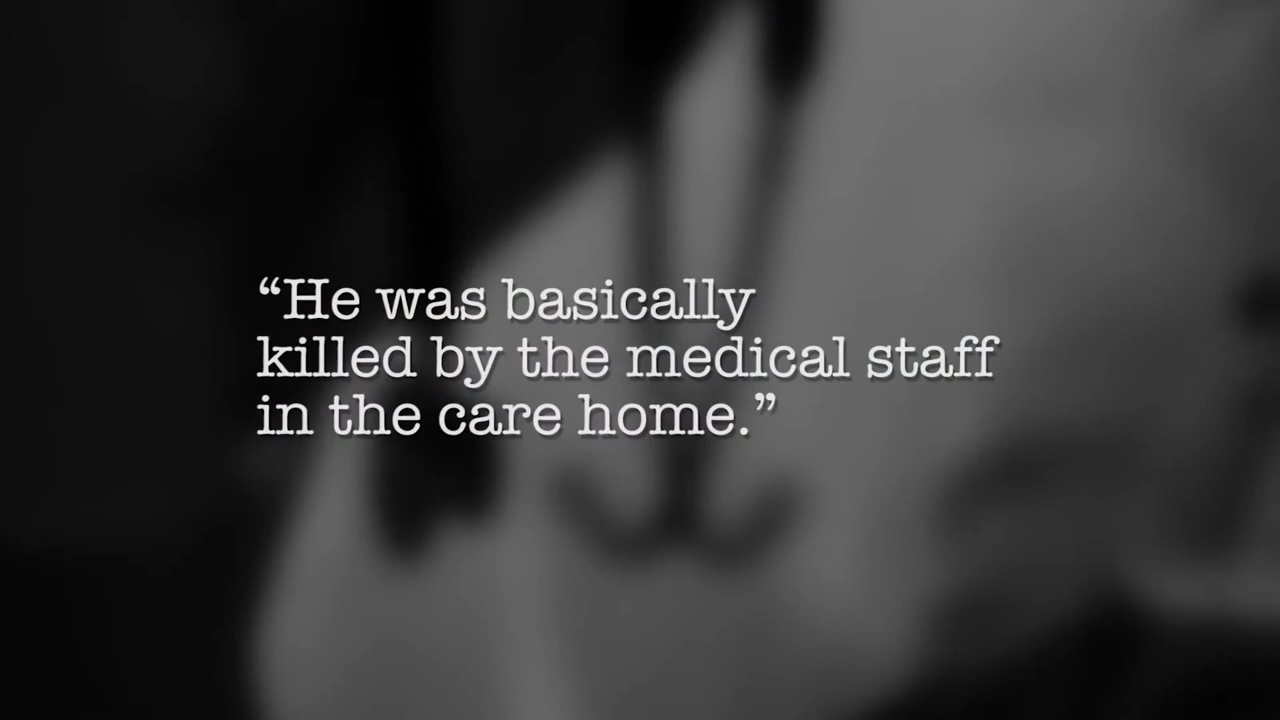 “He was basically
killed by the medical staff
in the care home.”